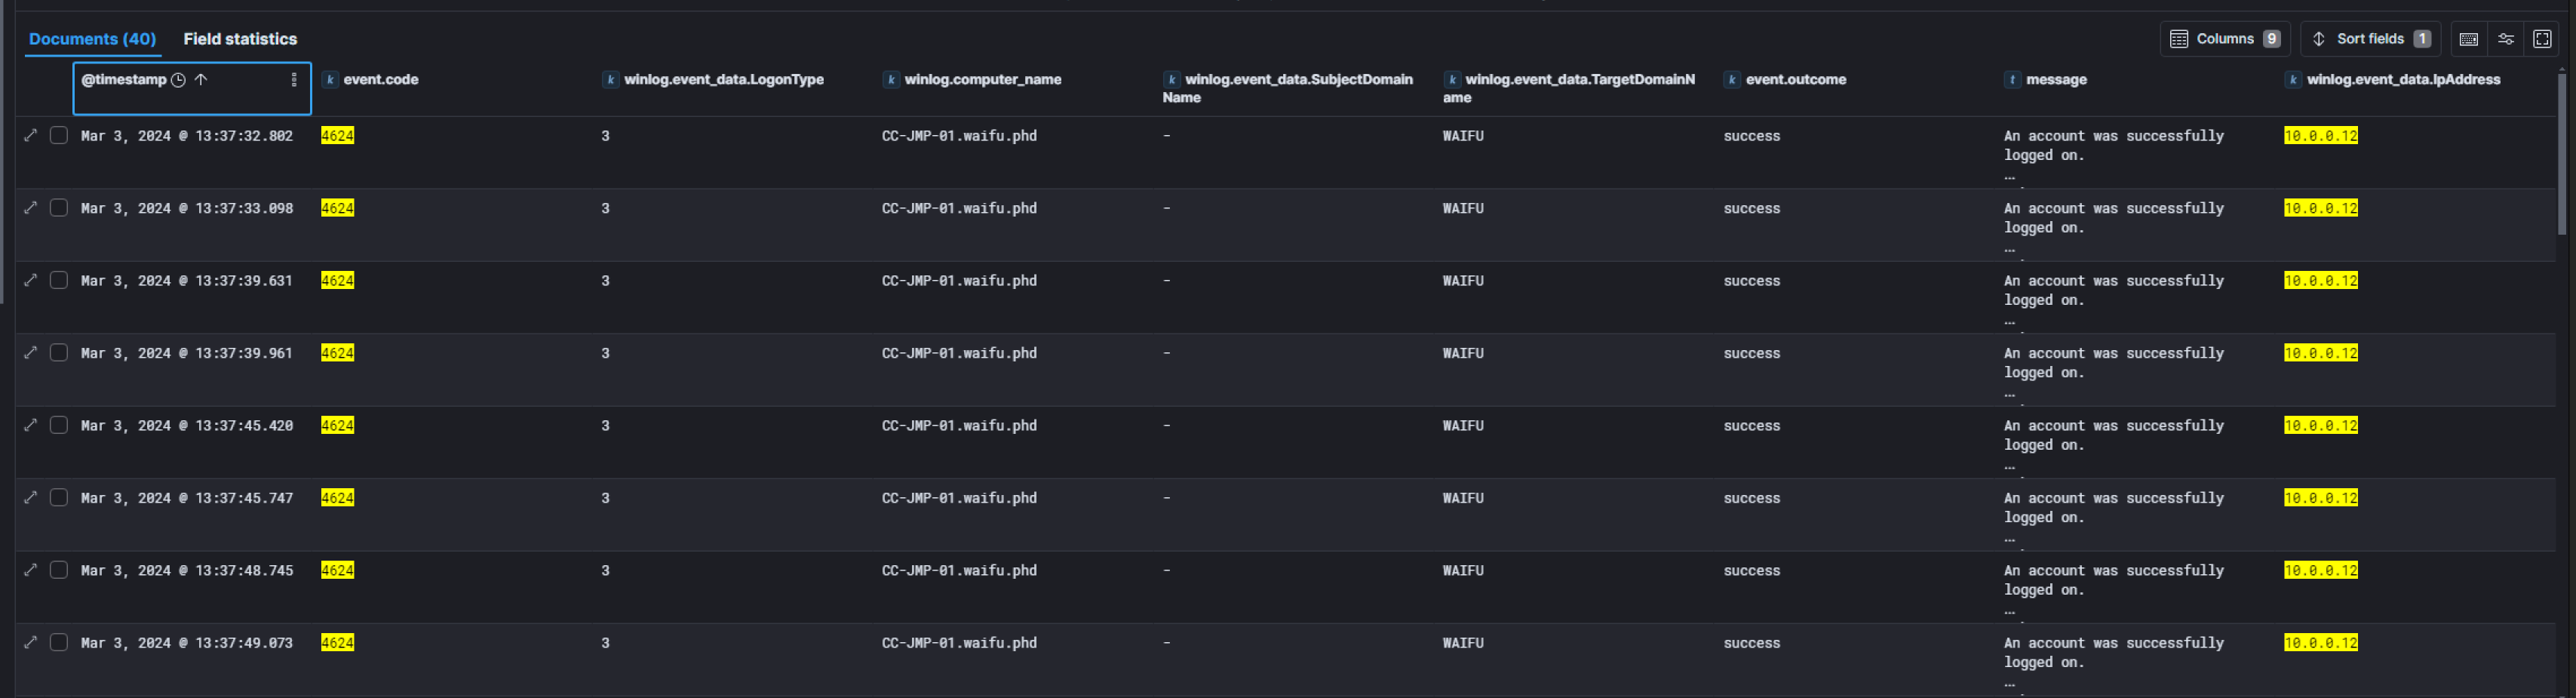 Documents (40) Field statistics Columns 9 Sort fields 1
@timestamp k event.code k winlog.event_data.LogonType k winlog.computer_name k winlog.event_data.SubjectDomain k winlog.event_data.TargetDomainN k event.outcome t message k winlog.event_data.IpAddress
Name ame
Mar 3, 2024 @ 13:37:32.802 4624 3 CC-JMP-01.waifu.phd - WAIFU success An account was successfully 10.0.0.12
logged on.
…
Mar 3, 2024 @ 13:37:33.098 4624 3 CC-JMP-01.waifu.phd - WAIFU success An account was successfully 10.0.0.12
logged on.
…
Mar 3, 2024 @ 13:37:39.631 4624 3 CC-JMP-01.waifu.phd - WAIFU success An account was successfully 10.0.0.12
logged on.
…
Mar 3, 2024 @ 13:37:39.961 4624 3 CC-JMP-01.waifu.phd - WAIFU success An account was successfully 10.0.0.12
logged on.
…
Mar 3, 2024 @ 13:37:45.420 4624 3 CC-JMP-01.waifu.phd - WAIFU success An account was successfully 10.0.0.12
logged on.
…
Mar 3, 2024 @ 13:37:45.747 4624 3 CC-JMP-01.waifu.phd - WAIFU success An account was successfully 10.0.0.12
logged on.
…
Mar 3, 2024 @ 13:37:48.745 4624 3 CC-JMP-01.waifu.phd - WAIFU success An account was successfully 10.0.0.12
logged on.
…
Mar 3, 2024 @ 13:37:49.073 4624 3 CC-JMP-01.waifu.phd - WAIFU success An account was successfully 10.0.0.12
logged on.
…